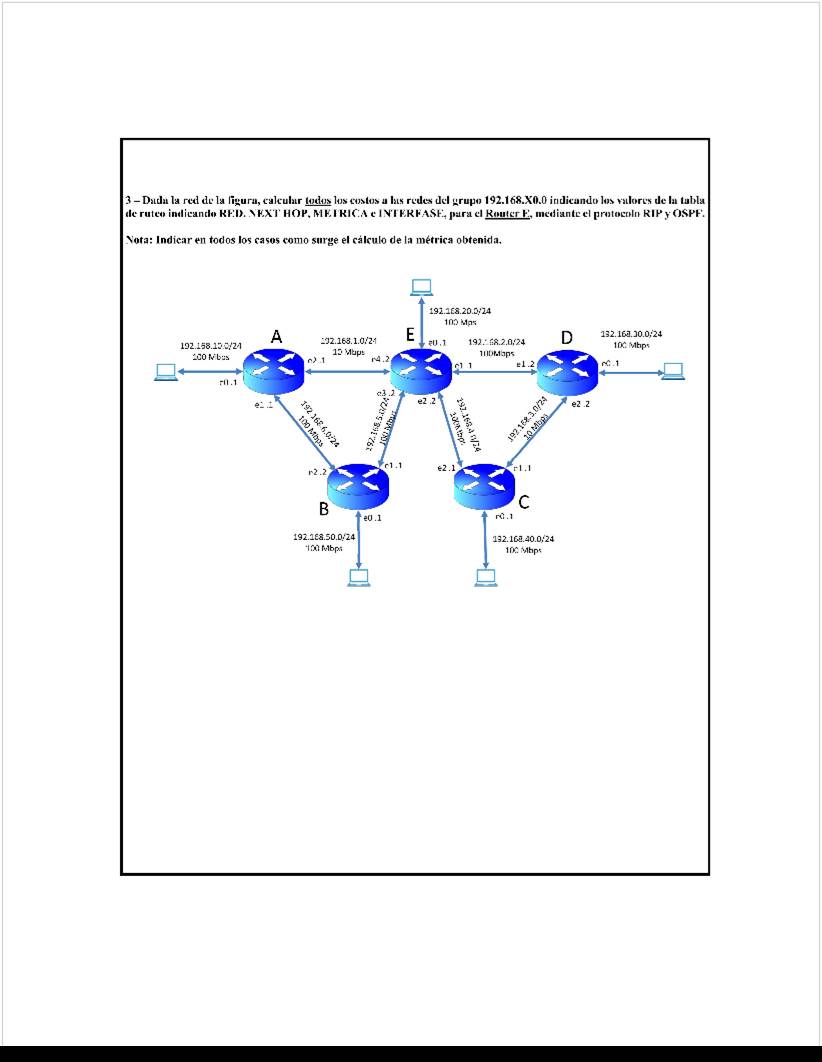 3 – Dada la red de la figura, calcular todos los costos a las redes del grupo 192.168.X0.0 indicando los valores de la tabla
de ruteo indicando RED. NEXT HOP, METRICA e INTERFASE, para el Router E, mediante el protocolo RIP y OSPF.
Nota: Indicar en todos los casos como surge el cálculo de la métrica obtenida.
192.168.20.0/24
100 Mps
192.168.10.0/24
100 Mbps
A
192.168.1.0/24
10 Mbps
E
e0 .1
192.168.2.0/24
100Mbps
D
192.168.30.0/24
100 Mbps
e0 .1
e2 .1
e4 .2
e1 .1
e1 .2
e0 .1
e1 .1
192.168.6.0/24
100 Mbps
e3 .2
192.168.5.0/24
100 Mbps
e2 .2
192.168.4.0/24
100Mbps
192.168.3.0/24
10 Mbps
e2 .2
e2 .2
e1 .1
e2 .1
e1 .1
B
C
e0 .1
e0 .1
192.168.50.0/24
100 Mbps
192.168.40.0/24
100 Mbps